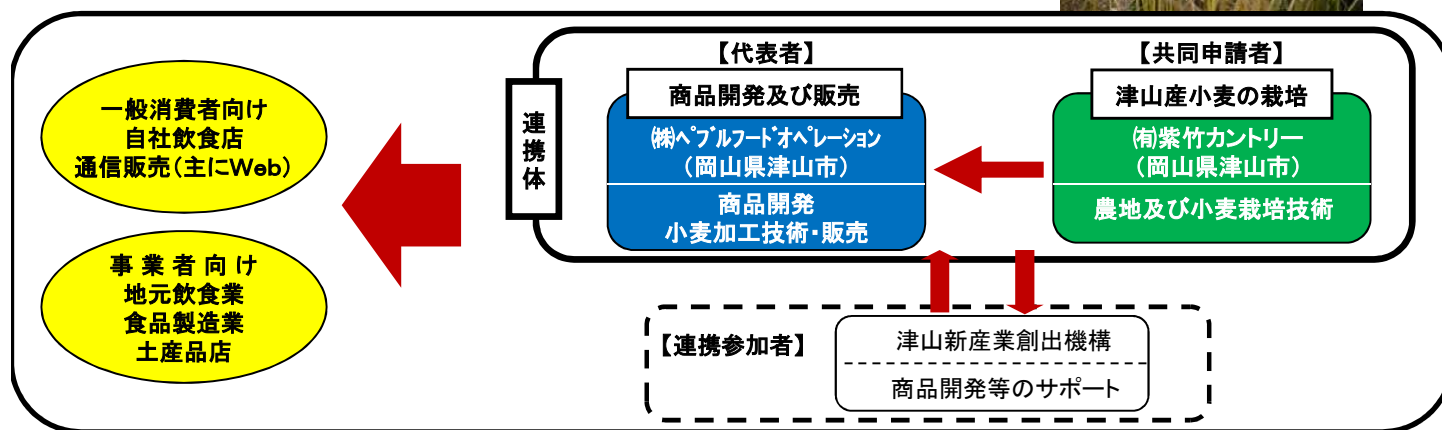 一般消費者向け
自社飲食店
通信販売(主にWeb)
事 業 者 向 け
地元飲食業
食品製造業
土産品店
連携体
【代表者】
商品開発及び販売
㈱ペブルフードオペレーション
(岡山県津山市)
商品開発
小麦加工技術・販売
【共同申請者】
津山産小麦の栽培
㈲紫竹カントリー
(岡山県津山市)
農地及び小麦栽培技術
【連携参加者】
津山新産業創出機構
商品開発等のサポート